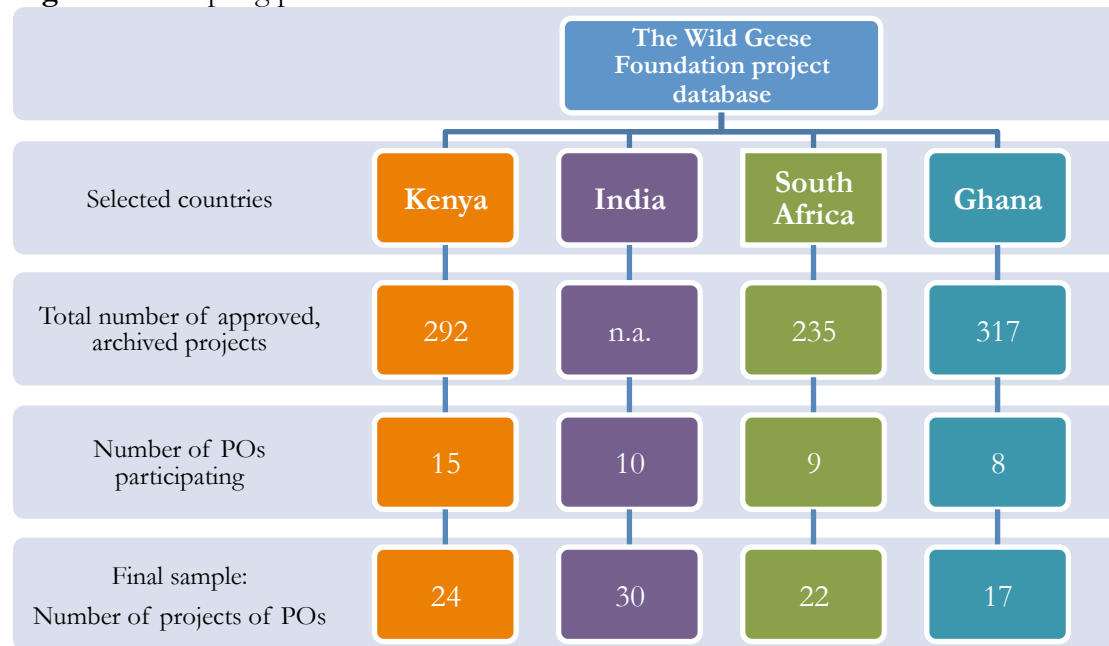 The Wild Geese
Foundation project
database
Selected countries
Kenya
India
South
Africa
Ghana
Total number of approved,
archived projects
292
n.a.
235
317
Number of POs
participating
15
10
9
8
Final sample:
Number of projects of POs
24
30
22
17